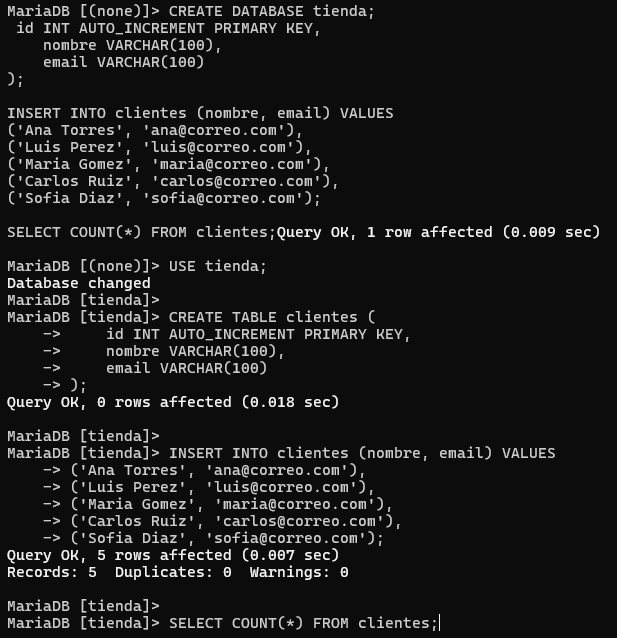 MariaDB [(none)]> CREATE DATABASE tienda;
 id INT AUTO_INCREMENT PRIMARY KEY,
    nombre VARCHAR(100),
    email VARCHAR(100)
);

INSERT INTO clientes (nombre, email) VALUES
('Ana Torres', 'ana@correo.com'),
('Luis Perez', 'luis@correo.com'),
('Maria Gomez', 'maria@correo.com'),
('Carlos Ruiz', 'carlos@correo.com'),
('Sofia Diaz', 'sofia@correo.com');

SELECT COUNT(*) FROM clientes;Query OK, 1 row affected (0.009 sec)

MariaDB [(none)]> USE tienda;
Database changed
MariaDB [tienda]>
MariaDB [tienda]> CREATE TABLE clientes (
    ->     id INT AUTO_INCREMENT PRIMARY KEY,
    ->     nombre VARCHAR(100),
    ->     email VARCHAR(100)
    -> );
Query OK, 0 rows affected (0.018 sec)

MariaDB [tienda]>
MariaDB [tienda]> INSERT INTO clientes (nombre, email) VALUES
    -> ('Ana Torres', 'ana@correo.com'),
    -> ('Luis Perez', 'luis@correo.com'),
    -> ('Maria Gomez', 'maria@correo.com'),
    -> ('Carlos Ruiz', 'carlos@correo.com'),
    -> ('Sofia Diaz', 'sofia@correo.com');
Query OK, 5 rows affected (0.007 sec)
Records: 5  Duplicates: 0  Warnings: 0

MariaDB [tienda]>
MariaDB [tienda]> SELECT COUNT(*) FROM clientes;